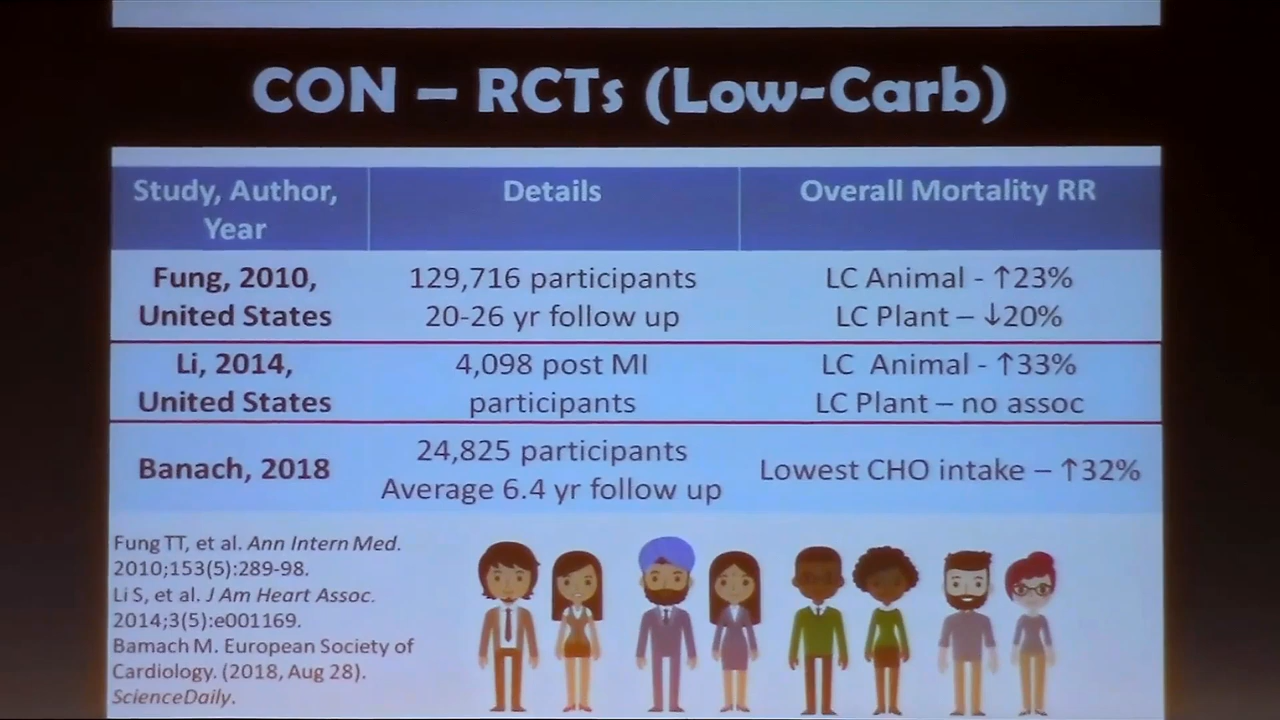 CON – RCTs (Low-Carb)
Study, Author,
Year
Details
Overall Mortality RR
Fung, 2010,
United States
129,716 participants
20-26 yr follow up
LC Animal - ↑23%
LC Plant – ↓20%
Li, 2014,
United States
4,098 post MI
participants
LC  Animal - ↑33%
LC Plant – no assoc
Banach, 2018
24,825 participants
Average 6.4 yr follow up
Lowest CHO intake – ↑32%
Fung TT, et al. Ann Intern Med.
2010;153(5):289-98.
Li S, et al. J Am Heart Assoc.
2014;3(5):e001169.
Bamach M. European Society of
Cardiology. (2018, Aug 28).
ScienceDaily.